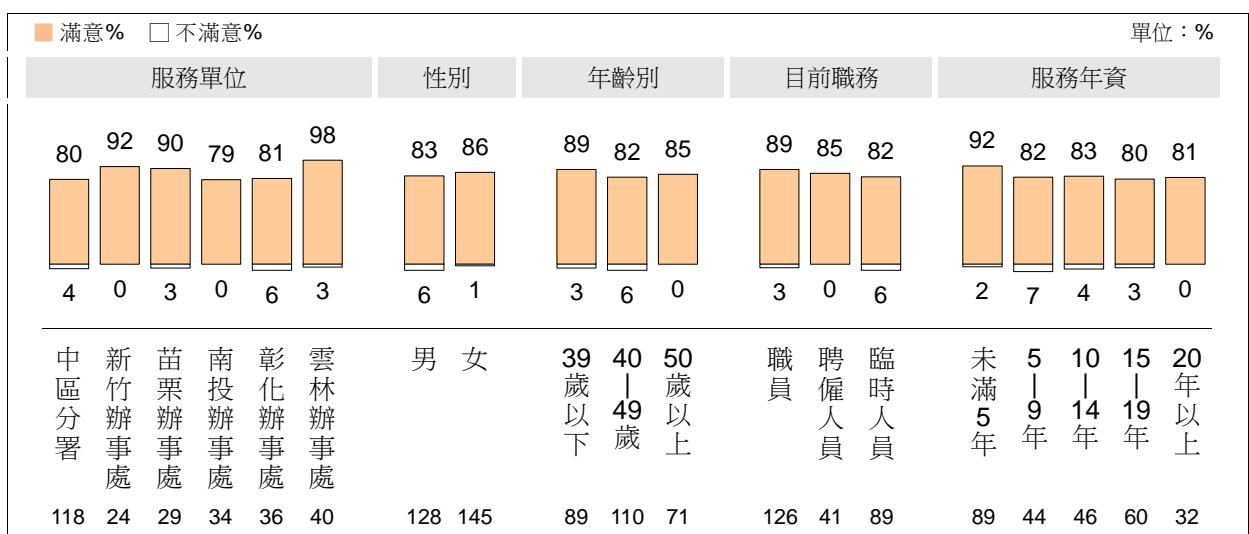 滿意% 不滿意% 單位：%
服務單位 性別 年齡別 目前職務 服務年資
80 92 90 79 81 98 83 86 89 82 85 89 85 82 92 82 83 80 81
4 0 3 0 6 3 6 1 3 6 0 3 0 6 2 7 4 3 0
中區分署 新竹辦事處 苗栗辦事處 南投辦事處 彰化辦事處 雲林辦事處 男 女 39歲以下 40|49歲 50歲以上 職員 聘僱人員 臨時人員 未滿5年 5|9年 10|14年 15|19年 20年以上
118 24 29 34 36 40 128 145 89 110 71 126 41 89 89 44 46 60 32